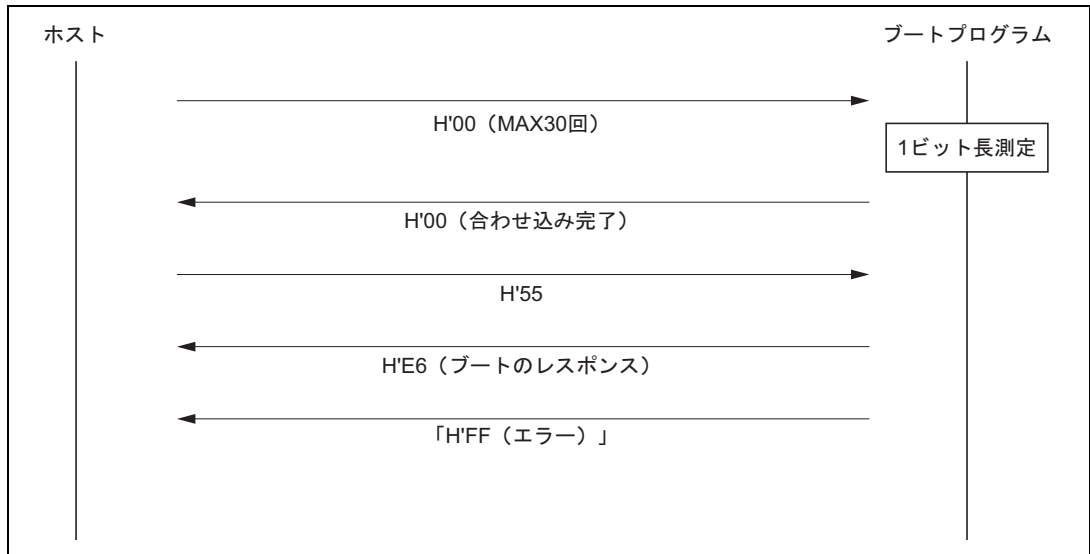 ホスト
ブートプログラム
H'00（MAX30回）
1ビット長測定
H'00（合わせ込み完了）
H'55
H'E6（ブートのレスポンス）
「H'FF（エラー）」